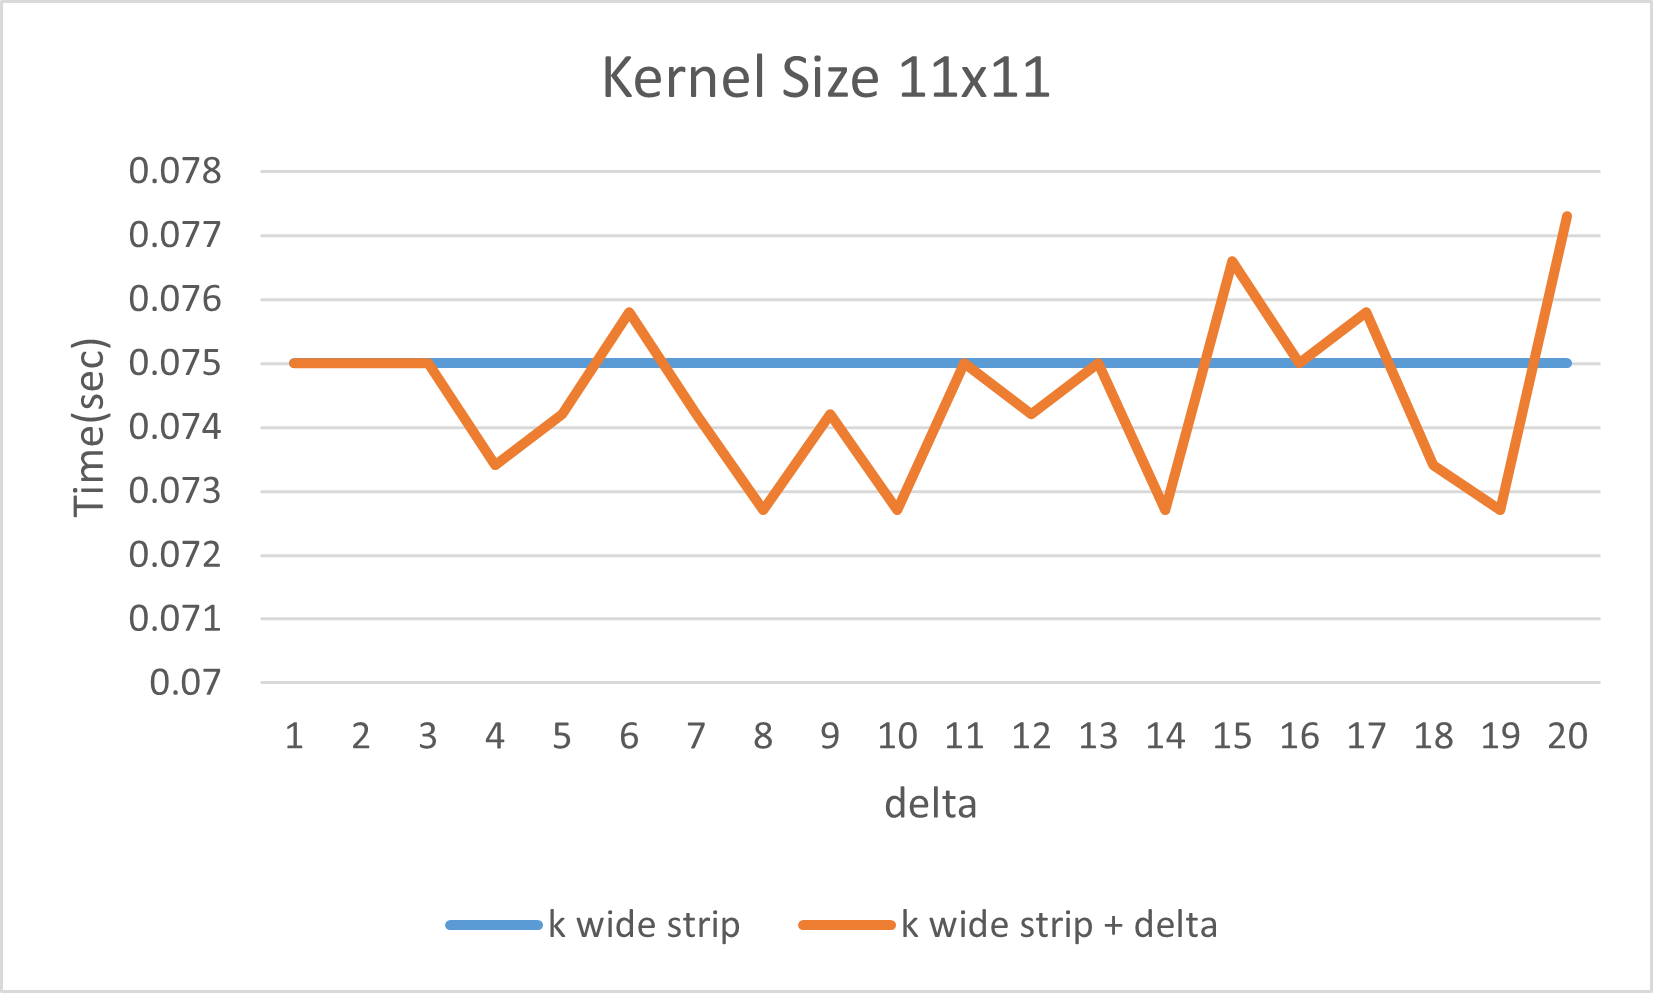 Kernel Size 11x11
0.078
0.077
0.076
0.075
0.074
0.073
0.072
0.071
0.07
Time(sec)
1 2 3 4 5 6 7 8 9 10 11 12 13 14 15 16 17 18 19 20
delta
k wide strip k wide strip + delta